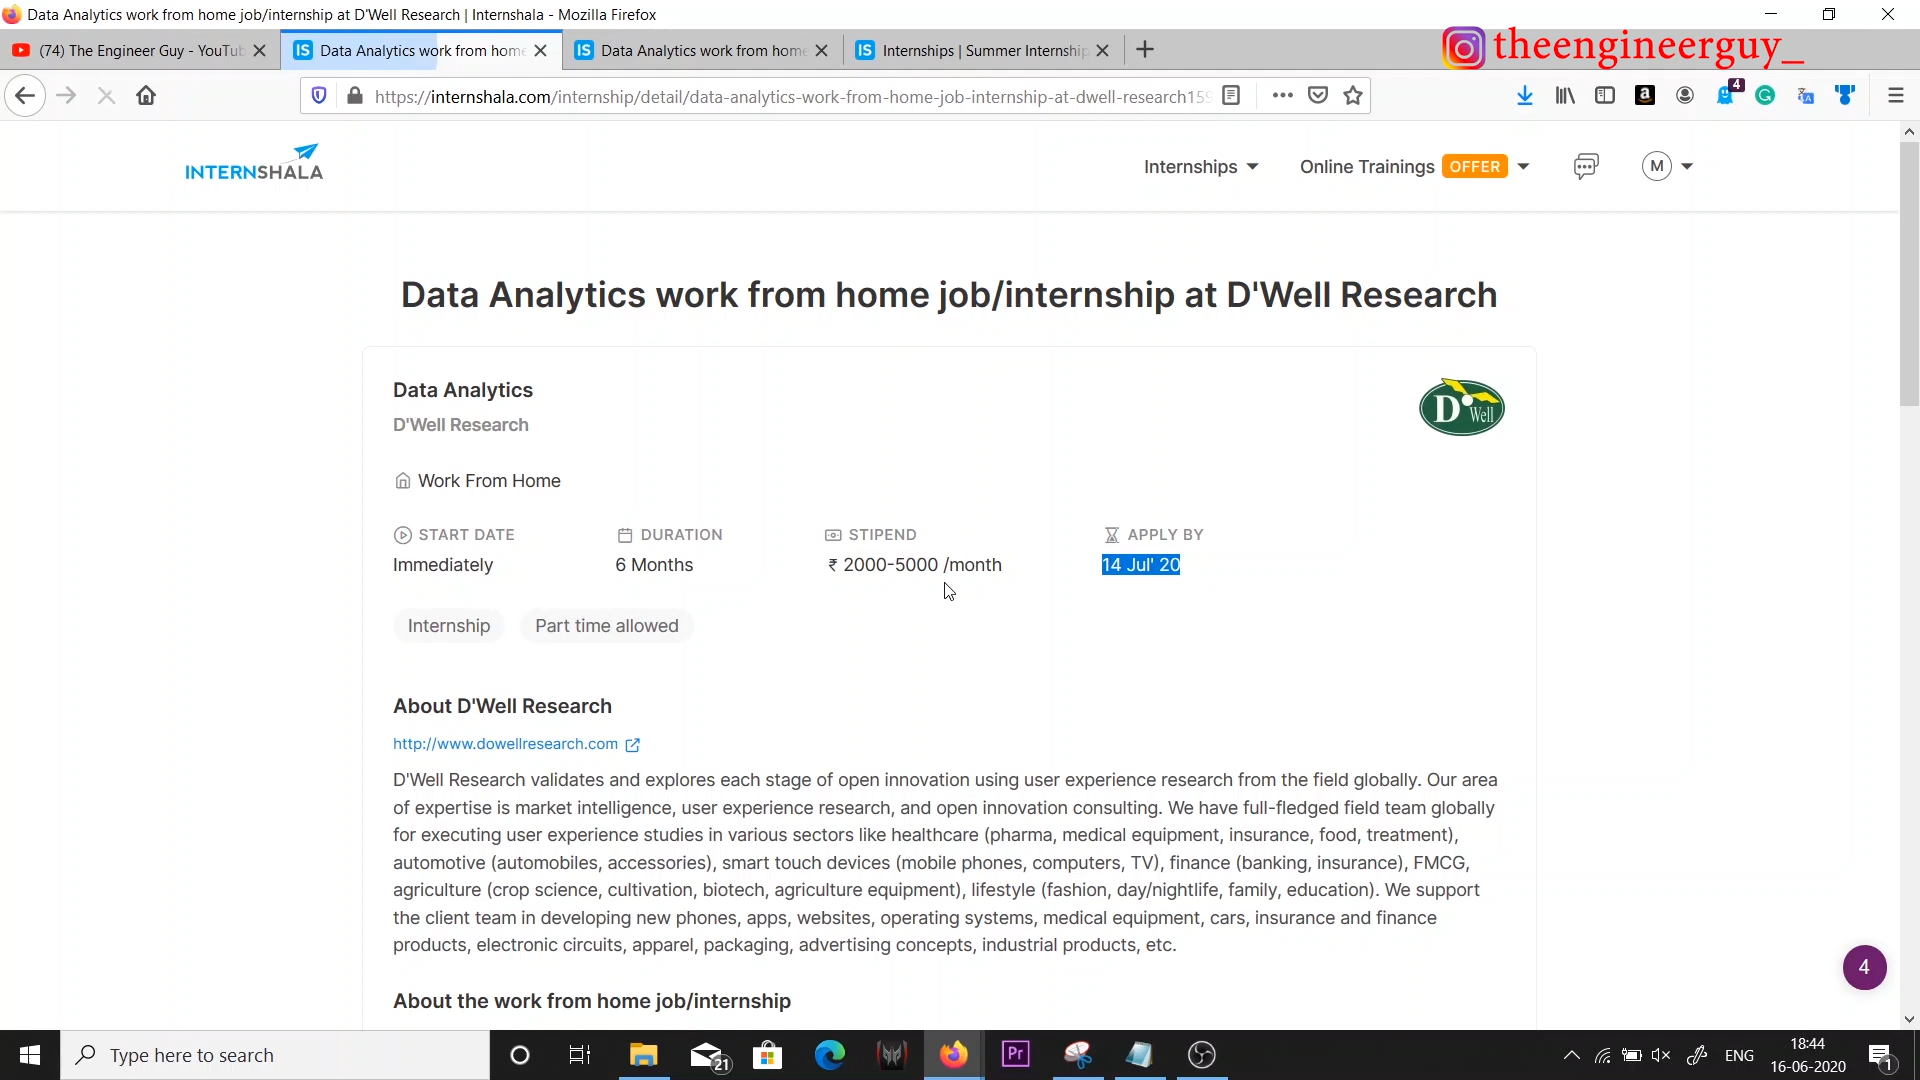 Data Analytics work from home job/internship at D'Well Research | Internshala - Mozilla Firefox
(74) The Engineer Guy - YouTub
Data Analytics work from home
Data Analytics work from home
Internships | Summer Internship
theengineerguy_
https://internshala.com/internship/detail/data-analytics-work-from-home-job-internship-at-dwell-research159
4
INTERNSHALA
Internships
Online Trainings OFFER
M
Data Analytics work from home job/internship at D'Well Research
Data Analytics
D'Well Research
D'Well
Work From Home
START DATE DURATION STIPEND APPLY BY
Immediately 6 Months ₹ 2000-5000 /month 14 Jul' 20
Internship Part time allowed
About D'Well Research
http://www.dowellresearch.com
D'Well Research validates and explores each stage of open innovation using user experience research from the field globally. Our area
of expertise is market intelligence, user experience research, and open innovation consulting. We have full-fledged field team globally
for executing user experience studies in various sectors like healthcare (pharma, medical equipment, insurance, food, treatment),
automotive (automobiles, accessories), smart touch devices (mobile phones, computers, TV), finance (banking, insurance), FMCG,
agriculture (crop science, cultivation, biotech, agriculture equipment), lifestyle (fashion, day/nightlife, family, education). We support
the client team in developing new phones, apps, websites, operating systems, medical equipment, cars, insurance and finance
products, electronic circuits, apparel, packaging, advertising concepts, industrial products, etc.
4
About the work from home job/internship
Type here to search
21
Pr
ENG
18:44
16-06-2020
1